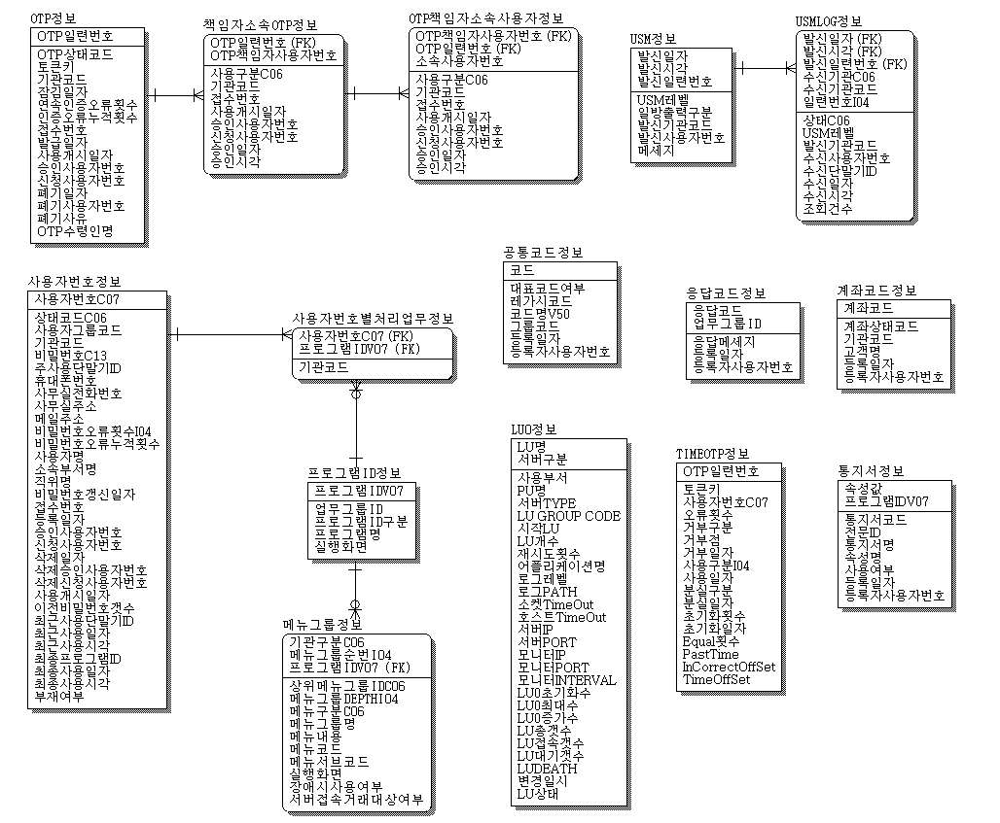 OTP정보
OTP일련번호
OTP상태코드
토큰키
기관코드
잠김일자
연속인증오류횟수
인증오류누적횟수
접수번호
발급일자
사용개시일자
승인사용자번호
신청사용자번호
폐기일자
폐기사용자번호
폐기사유
OTP수령인명
책임자소속OTP정보
OTP일련번호 (FK)
OTP책임자사용자번호
사용구분C06
기관코드
접수번호
사용개시일자
승인사용자번호
신청사용자번호
승인일자
승인시각
OTP책임자소속사용자정보
OTP책임자사용자번호 (FK)
OTP일련번호 (FK)
소속사용자번호
사용구분C06
기관코드
접수번호
사용개시일자
승인사용자번호
신청사용자번호
승인일자
승인시각
USM정보
발신일자
발신시각
발신일련번호
USM레벨
일방출력구분
발신기관코드
발신사용자번호
메세지
USMLOG정보
발신일자 (FK)
발신시각 (FK)
발신일련번호 (FK)
수신기관C06
수신기관코드
일련번호I04
상태C06
USM레벨
발신기관코드
수신사용자번호
수신단말기ID
수신일자
수신시각
조회건수
사용자번호정보
사용자번호C07
상태코드C06
사용자그룹코드
기관코드
비밀번호C13
주사용단말기ID
휴대폰번호
사무실전화번호
사무실주소
메일주소
비밀번호오류횟수I04
비밀번호오류누적횟수
사용자명
소속부서명
직위명
비밀번호갱신일자
접수번호
등록일자
승인사용자번호
신청사용자번호
삭제일자
삭제승인사용자번호
삭제신청사용자번호
사용개시일자
이전비밀번호갯수
최근사용단말기ID
최근사용일자
최근사용시각
최종프로그램ID
최종사용일자
최종사용시각
부재여부
사용자번호별처리업무정보
사용자번호C07 (FK)
프로그램IDV07 (FK)
기관코드
프로그램ID정보
프로그램IDV07
업무그룹ID
프로그램ID구분
프로그램명
실행화면
메뉴그룹정보
기관구분C06
메뉴그룹순번I04
프로그램IDV07 (FK)
상위메뉴그룹IDC06
메뉴그룹DEPTHI04
메뉴구분C06
메뉴그룹명
메뉴내용
메뉴코드
메뉴서브코드
실행화면
장애시사용여부
서버접속거래대상여부
공통코드정보
코드
대표코드여부
레가시코드
코드명V50
그룹코드
등록일자
등록자사용자번호
응답코드정보
응답코드
업무그룹ID
응답메세지
등록일자
등록자사용자번호
계좌코드정보
계좌코드
계좌상태코드
기관코드
고객명
등록일자
등록자사용자번호
LU0정보
LU명
서버구분
사용부서
PU명
서버TYPE
LU GROUP CODE
시작LU
LU개수
재시도횟수
어플리케이션명
로그레벨
로그PATH
소켓TimeOut
호스트TimeOut
서버IP
서버PORT
모니터IP
모니터PORT
모니터INTERVAL
LU0초기화수
LU0최대수
LU0증가수
LU총갯수
LU접속갯수
LU대기갯수
LUDEATH
변경일시
LU상태
TIMEOTP정보
OTP일련번호
토큰키
사용자번호C07
오류횟수
거부구분
거부점
거부일자
사용구분I04
사용일자
분실구분
분실일자
초기화횟수
초기화일자
Equal횟수
PastTime
InCorrectOffSet
TimeOffSet
통지서정보
속성값
프로그램IDV07
통지서코드
전문ID
통지서명
속성명
사용여부
등록일자
등록자사용자번호